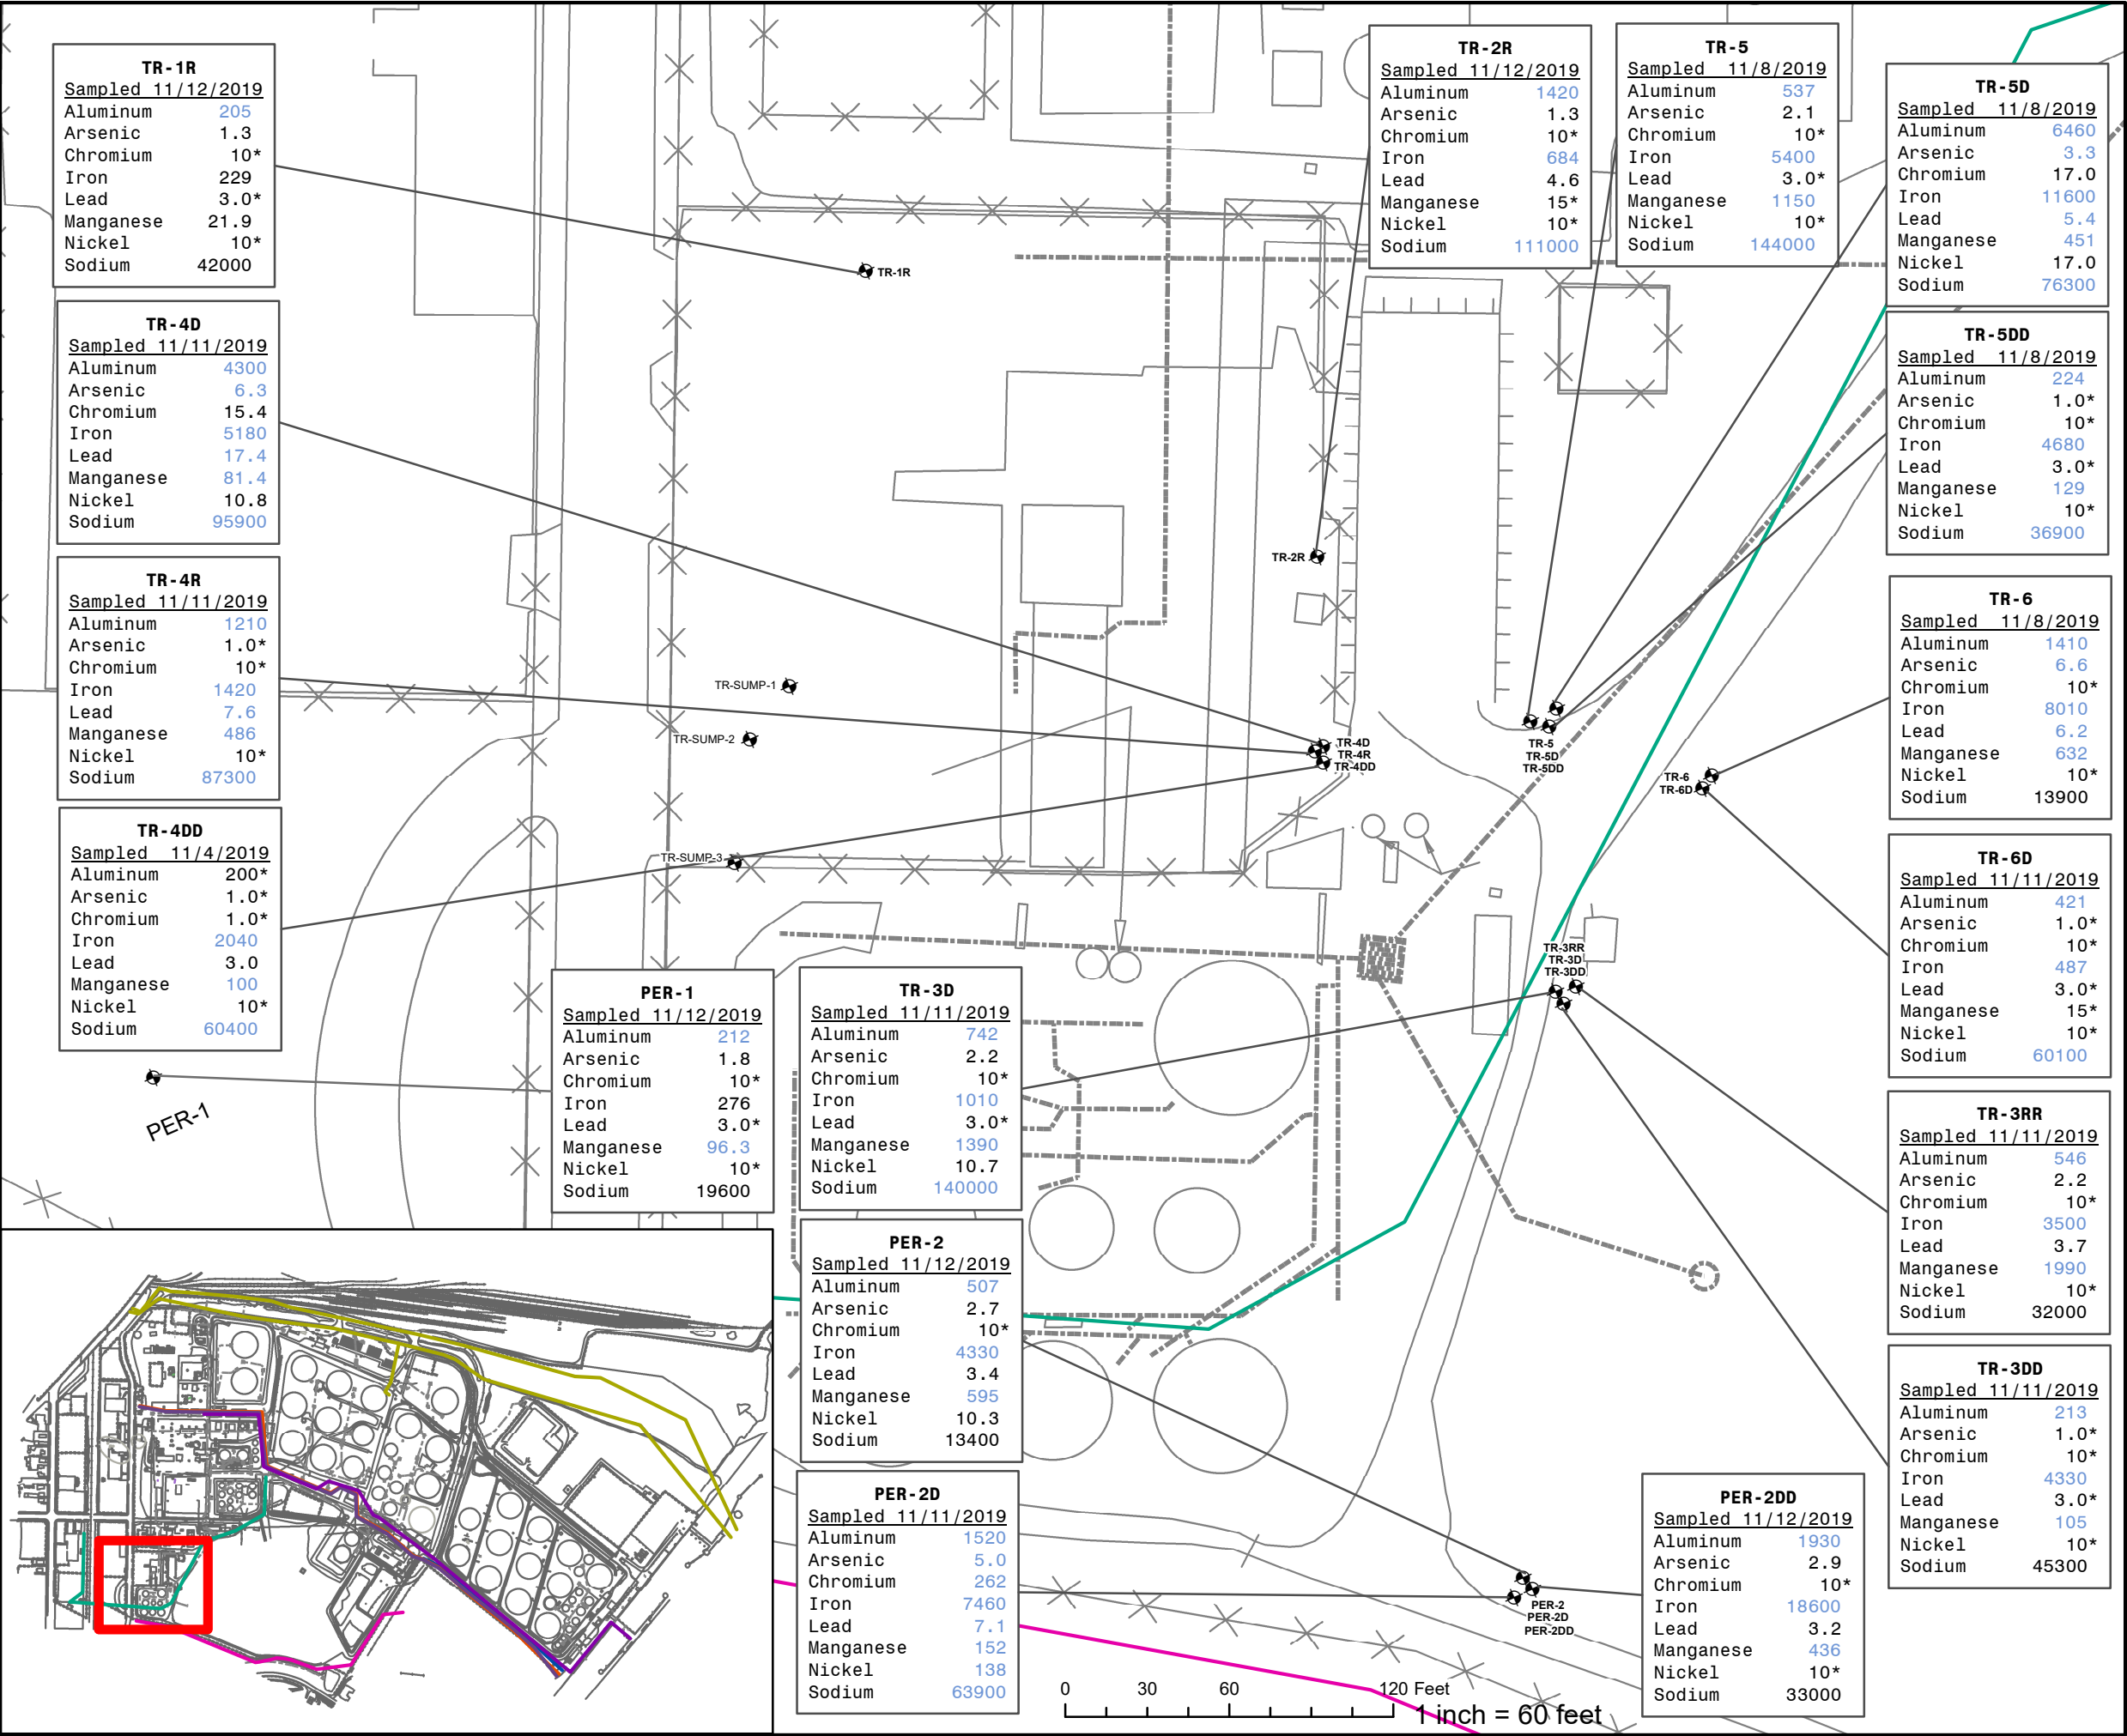 TR-1R
Sampled 11/12/2019
Aluminum 205
Arsenic 1.3
Chromium 10*
Iron 229
Lead 3.0*
Manganese 21.9
Nickel 10*
Sodium 42000
TR-4D
Sampled 11/11/2019
Aluminum 4300
Arsenic 6.3
Chromium 15.4
Iron 5180
Lead 17.4
Manganese 81.4
Nickel 10.8
Sodium 95900
TR-4R
Sampled 11/11/2019
Aluminum 1210
Arsenic 1.0*
Chromium 10*
Iron 1420
Lead 7.6
Manganese 486
Nickel 10*
Sodium 87300
TR-4DD
Sampled 11/4/2019
Aluminum 200*
Arsenic 1.0*
Chromium 1.0*
Iron 2040
Lead 3.0
Manganese 100
Nickel 10*
Sodium 60400
PER-1
PER-1
Sampled 11/12/2019
Aluminum 212
Arsenic 1.8
Chromium 10*
Iron 276
Lead 3.0*
Manganese 96.3
Nickel 10*
Sodium 19600
TR-3D
Sampled 11/11/2019
Aluminum 742
Arsenic 2.2
Chromium 10*
Iron 1010
Lead 3.0*
Manganese 1390
Nickel 10.7
Sodium 140000
PER-2
Sampled 11/12/2019
Aluminum 507
Arsenic 2.7
Chromium 10*
Iron 4330
Lead 3.4
Manganese 595
Nickel 10.3
Sodium 13400
PER-2D
Sampled 11/11/2019
Aluminum 1520
Arsenic 5.0
Chromium 262
Iron 7460
Lead 7.1
Manganese 152
Nickel 138
Sodium 63900
TR-2R
Sampled 11/12/2019
Aluminum 1420
Arsenic 1.3
Chromium 10*
Iron 684
Lead 4.6
Manganese 15*
Nickel 10*
Sodium 111000
TR-5
Sampled 11/8/2019
Aluminum 537
Arsenic 2.1
Chromium 10*
Iron 5400
Lead 3.0*
Manganese 1150
Nickel 10*
Sodium 144000
TR-5D
Sampled 11/8/2019
Aluminum 6460
Arsenic 3.3
Chromium 17.0
Iron 11600
Lead 5.4
Manganese 451
Nickel 17.0
Sodium 76300
TR-5DD
Sampled 11/8/2019
Aluminum 224
Arsenic 1.0*
Chromium 10*
Iron 4680
Lead 3.0*
Manganese 129
Nickel 10*
Sodium 36900
TR-6
Sampled 11/8/2019
Aluminum 1410
Arsenic 6.6
Chromium 10*
Iron 8010
Lead 6.2
Manganese 632
Nickel 10*
Sodium 13900
TR-6D
Sampled 11/11/2019
Aluminum 421
Arsenic 1.0*
Chromium 10*
Iron 487
Lead 3.0*
Manganese 15*
Nickel 10*
Sodium 60100
TR-3RR
Sampled 11/11/2019
Aluminum 546
Arsenic 2.2
Chromium 10*
Iron 3500
Lead 3.7
Manganese 1990
Nickel 10*
Sodium 32000
TR-3DD
Sampled 11/11/2019
Aluminum 213
Arsenic 1.0*
Chromium 10*
Iron 4330
Lead 3.0*
Manganese 105
Nickel 10*
Sodium 45300
PER-2DD
Sampled 11/12/2019
Aluminum 1930
Arsenic 2.9
Chromium 10*
Iron 18600
Lead 3.2
Manganese 436
Nickel 10*
Sodium 33000
TR-1R
TR-2R
TR-SUMP-1
TR-SUMP-2
TR-SUMP-3
TR-4D
TR-4R
TR-4DD
TR-5
TR-5D
TR-5DD
TR-6
TR-6D
TR-3RR
TR-3D
TR-3DD
PER-2
PER-2D
PER-2DD
0 30 60 120 Feet
1 inch = 60 feet